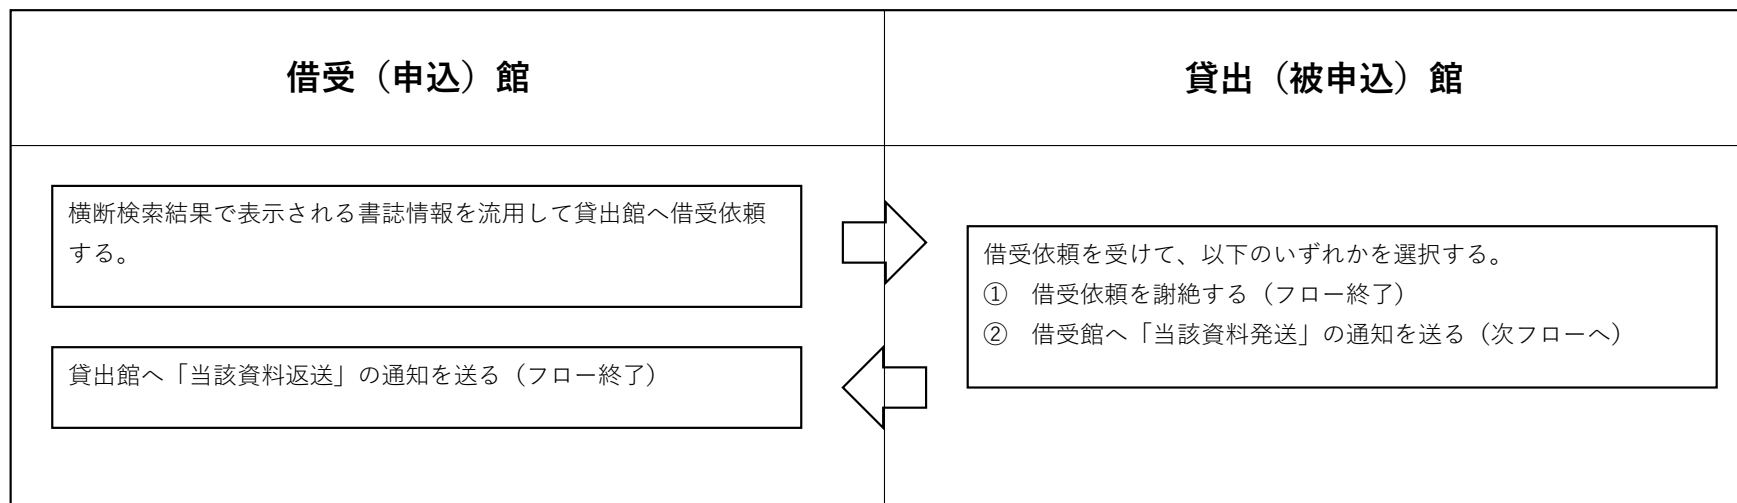 借受（申込）館
貸出（被申込）館
横断検索結果で表示される書誌情報を流用して貸出館へ借受依頼
する。
借受依頼を受けて、以下のいずれかを選択する。
①　借受依頼を謝絶する（フロー終了）
②　借受館へ「当該資料発送」の通知を送る（次フローへ）
貸出館へ「当該資料返送」の通知を送る（フロー終了）